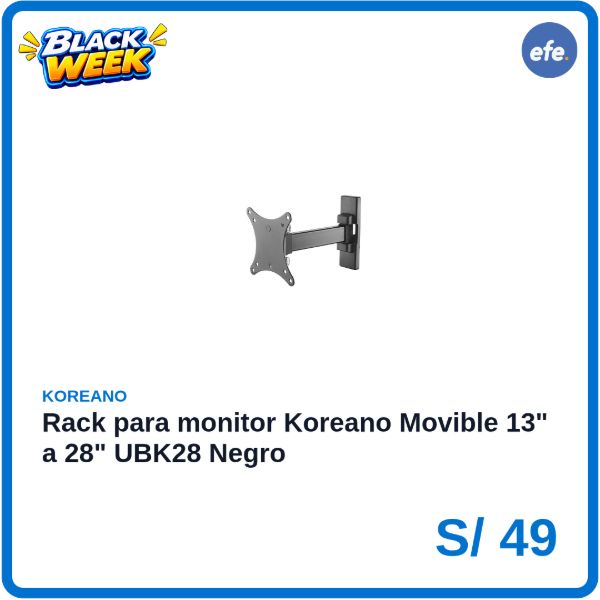 BLACK
WEEK
efe.
KOREANO
Rack para monitor Koreano Movible 13"
a 28" UBK28 Negro
S/ 49